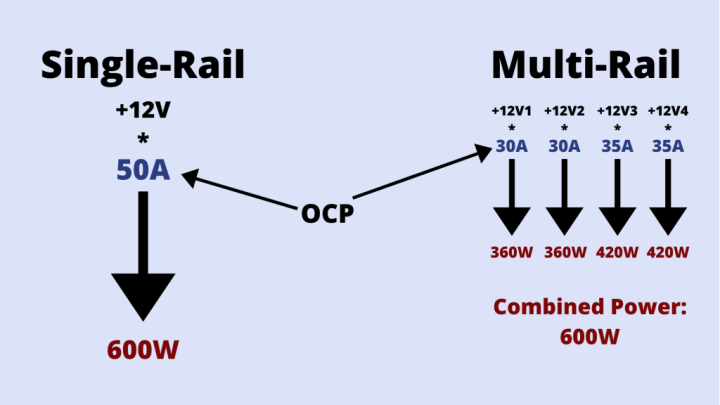 Single-Rail
+12V
*
50A
600W
OCP
Multi-Rail
+12V1 +12V2 +12V3 +12V4
* * * *
30A 30A 35A 35A
360W 360W 420W 420W
Combined Power:
600W